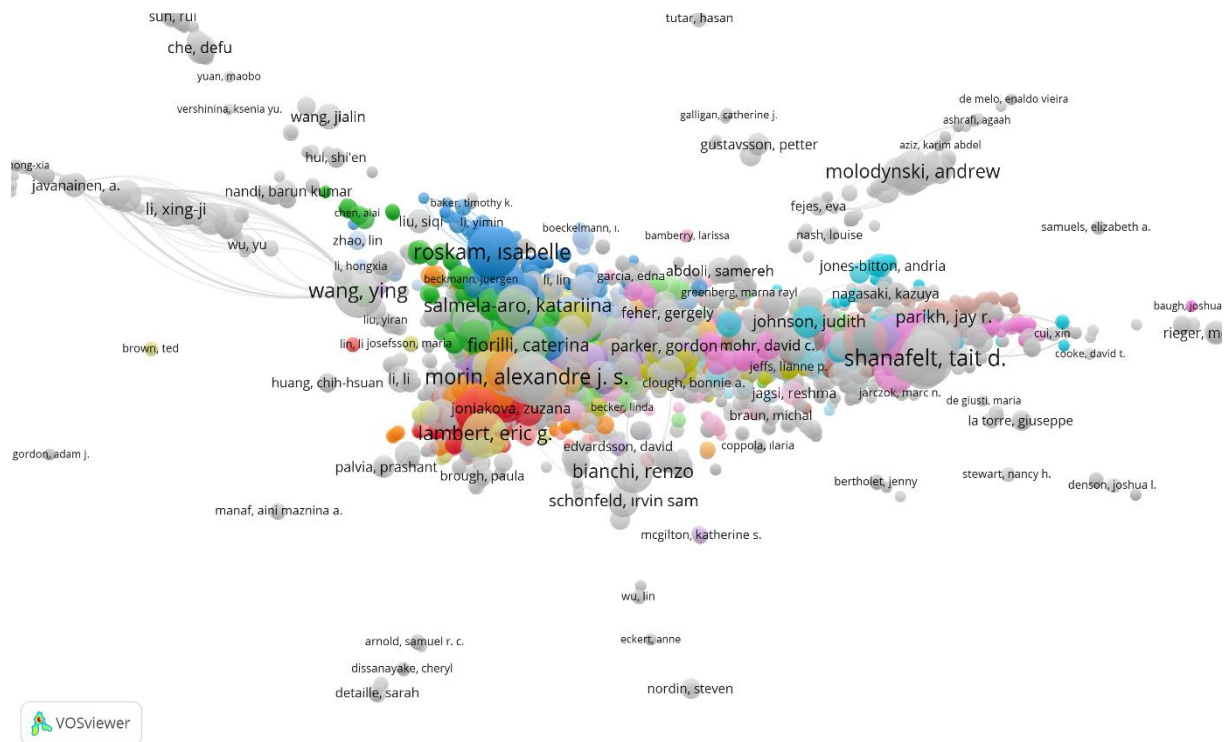 sun, rui
tutar, hasan
che, defu
yuan, maobo
de melo, enaldo vieira
vershinina, ksenia yu.
wang, jialin
galligan, catherine j.
ashrafi, agaah
gustavsson, petter
aziz, karim abdel
hui, shi'en
hong-xia
molodynski, andrew
javanainen, a.
nandi, barun kumar
baker, timothy k.
li, xing-ji
chen, aiai
liu, siqi
li, yimin
fejes, eva
boeckelmann, ı.
bamberry, larissa
nash, louise
samuels, elizabeth a.
wu, yu
zhao, lin
roskam, ısabelle
li, hongxia
beckmann, juergen
li, lin
garcia, edna
abdoli, samereh
jones-bitton, andria
wang, ying
greenberg, marna rayl
nagasaki, kazuya
salmela-aro, katariina
feher, gergely
baugh, joshua
liu, yiran
johnson, judith
parikh, jay r.
cui, xin
rieger, m
brown, ted
lin, li
josefsson, maria
fiorilli, caterina
parker, gordon
mohr, david c.
cooke, david t.
shanafelt, tait d.
huang, chih-hsuan
li, li
morin, alexandre j. s.
clough, bonnie a.
jeffs, lianne p.
jagsi, reshma
jarczok, marc n.
de giusti, maria
joniakova, zuzana
becker, linda
braun, michal
la torre, giuseppe
lambert, eric g.
edvardsson, david
coppola, ilaria
gordon, adam j.
palvia, prashant
brough, paula
bianchi, renzo
bertholet, jenny
stewart, nancy h.
denson, joshua l.
schonfeld, ırvin sam
manaf, aini maznina a.
mcgilton, katherine s.
wu, lin
arnold, samuel r. c.
eckert, anne
dissanayake, cheryl
detaille, sarah
nordin, steven
VOSviewer